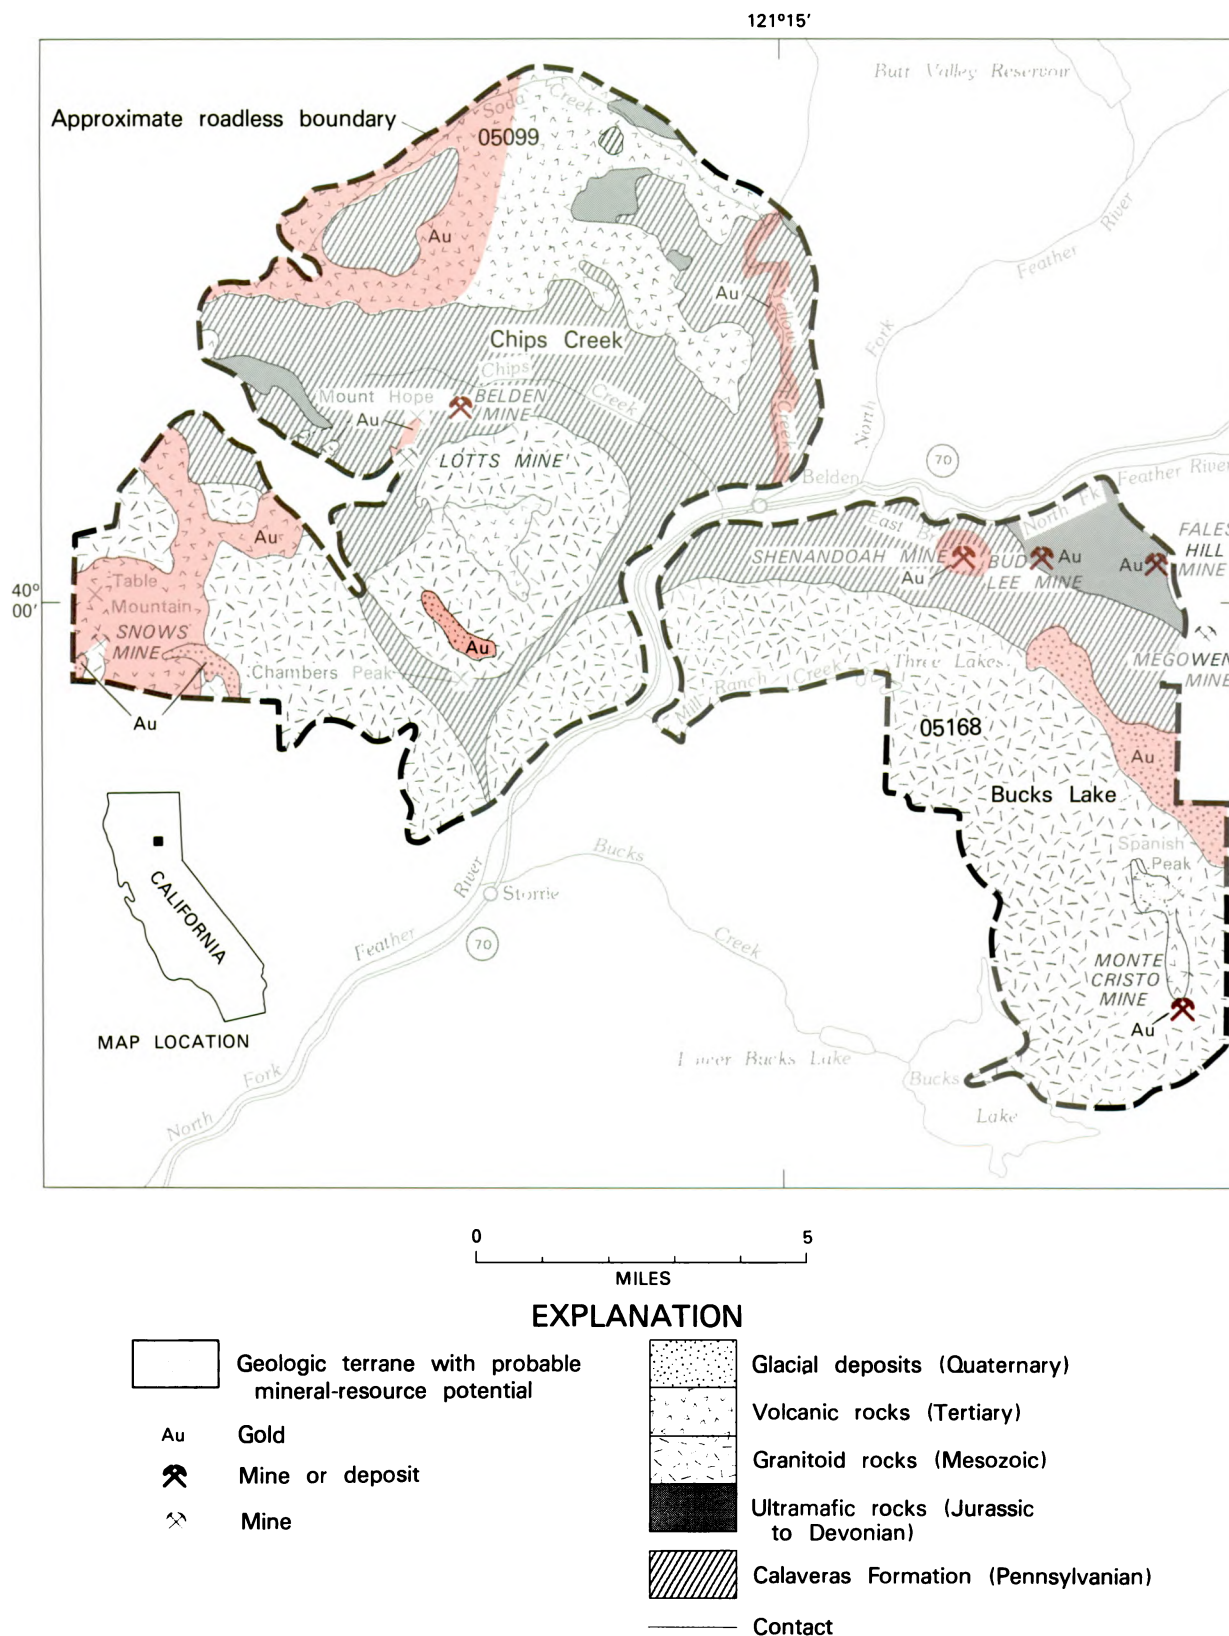 121°15′
Butt Valley Reservoir
Approximate roadless boundary
Soda Creek
05099
Au
Feather River
Au
Yellow Creek
Chips Creek
Chips Creek
Mount Hope
BELDEN
MINE
Au
North Fork
LOTTS MINE
70
Belden
Feather River
North Fk
East Br
FALES
HILL
MINE
SHENANDOAH MINE
BUD
LEE MINE
Au
Au
Au
Au
40°
00′
Table
Mountain
SNOWS
MINE
Au
Chambers Peak
Three Lakes
Mill Ranch Creek
MEGOWEN
MINE
Au
05168
Au
Bucks Lake
Spanish
Peak
CALIFORNIA
MAP LOCATION
Bucks Creek
Storrie
70
North Fork Feather River
MONTE
CRISTO
MINE
Au
Lower Bucks Lake
Bucks
Lake
0 5
MILES
EXPLANATION
Geologic terrane with probable
mineral-resource potential
Au Gold
Mine or deposit
Mine
Glacial deposits (Quaternary)
Volcanic rocks (Tertiary)
Granitoid rocks (Mesozoic)
Ultramafic rocks (Jurassic
to Devonian)
Calaveras Formation (Pennsylvanian)
Contact